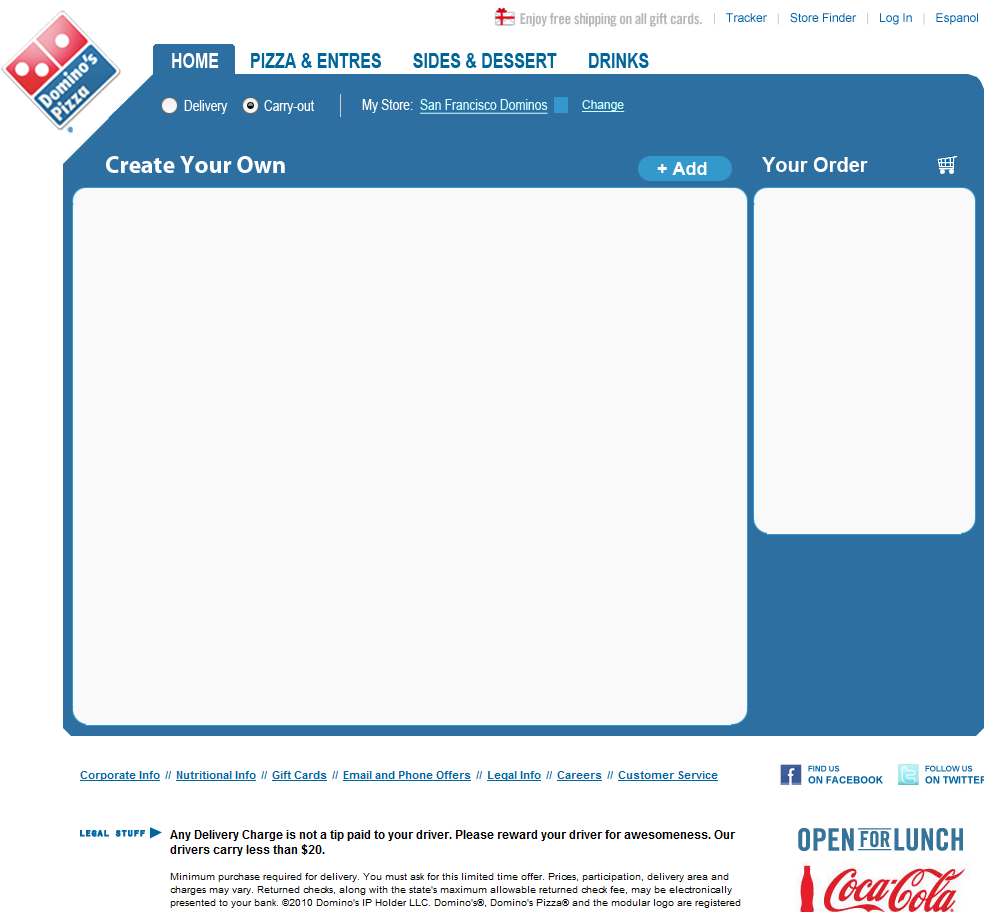 Enjoy free shipping on all gift cards. | Tracker | Store Finder | Log In | Espanol
Domino's
Pizza
HOME PIZZA & ENTRES SIDES & DESSERT DRINKS
Delivery Carry-out My Store: San Francisco Dominos Change
Create Your Own + Add Your Order
Corporate Info // Nutritional Info // Gift Cards // Email and Phone Offers // Legal Info // Careers // Customer Service
FIND US
ON FACEBOOK
FOLLOW US
ON TWITTER
LEGAL STUFF Any Delivery Charge is not a tip paid to your driver. Please reward your driver for awesomeness. Our
drivers carry less than $20.
Minimum purchase required for delivery. You must ask for this limited time offer. Prices, participation, delivery area and
charges may vary. Returned checks, along with the state's maximum allowable returned check fee, may be electronically
presented to your bank. ©2010 Domino's IP Holder LLC. Domino's®, Domino's Pizza® and the modular logo are registered
OPEN FOR LUNCH
Coca-Cola